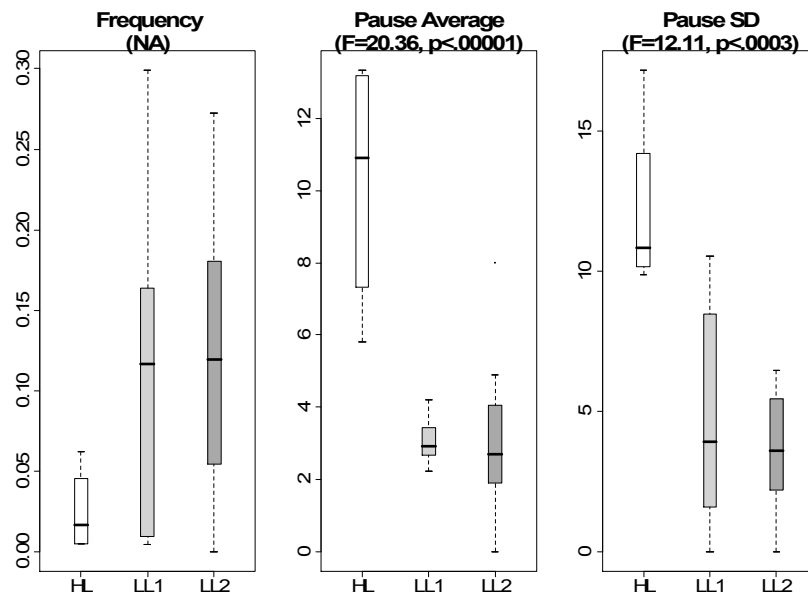 Frequency
(NA)
0.00 0.05 0.10 0.15 0.20 0.25 0.30
HL LL1 LL2
Pause Average
(F=20.36, p<.00001)
0 2 4 6 8 10 12
HL LL1 LL2
Pause SD
(F=12.11, p<.0003)
0 5 10 15
HL LL1 LL2